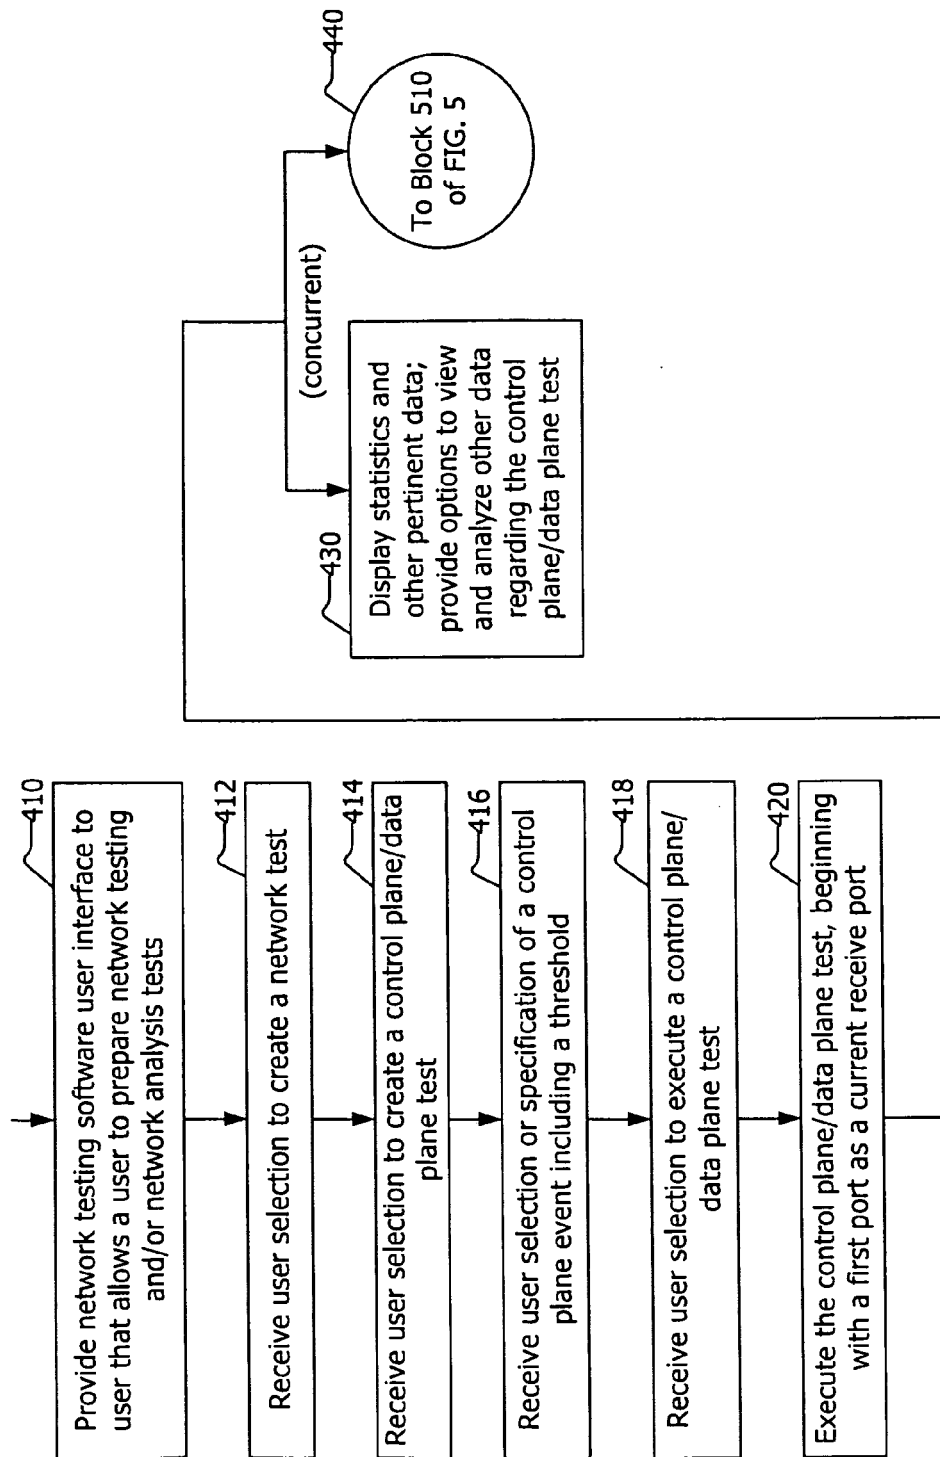 410
Provide network testing software user interface to
user that allows a user to prepare network testing
and/or network analysis tests
412
Receive user selection to create a network test
414
Receive user selection to create a control plane/data
plane test
416
Receive user selection or specification of a control
plane event including a threshold
418
Receive user selection to execute a control plane/
data plane test
420
Execute the control plane/data plane test, beginning
with a first port as a current receive port
(concurrent)
430
Display statistics and
other pertinent data;
provide options to view
and analyze other data
regarding the control
plane/data plane test
440
To Block 510
of FIG. 5